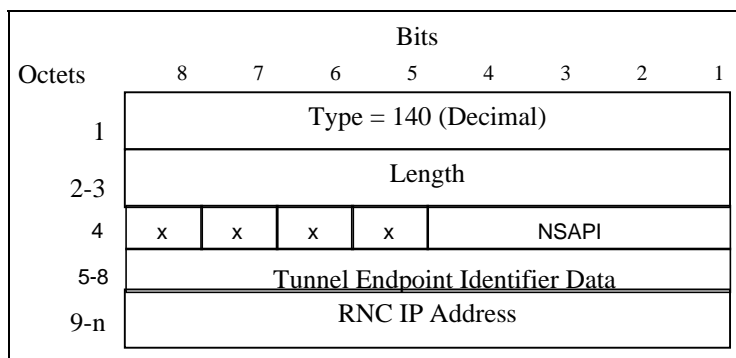 Bits
Octets 8 7 6 5 4 3 2 1
1 Type = 140 (Decimal)
2-3 Length
4 x x x x NSAPI
5-8 Tunnel Endpoint Identifier Data
9-n RNC IP Address